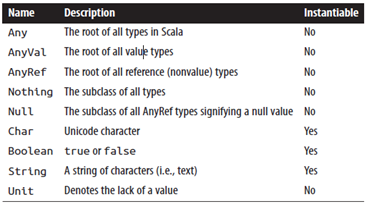 Name Description Instantiable
Any The root of all types in Scala No
AnyVal The root of all value types No
AnyRef The root of all reference (nonvalue) types No
Nothing The subclass of all types No
Null The subclass of all AnyRef types signifying a null value No
Char Unicode character Yes
Boolean true or false Yes
String A string of characters (i.e., text) Yes
Unit Denotes the lack of a value No